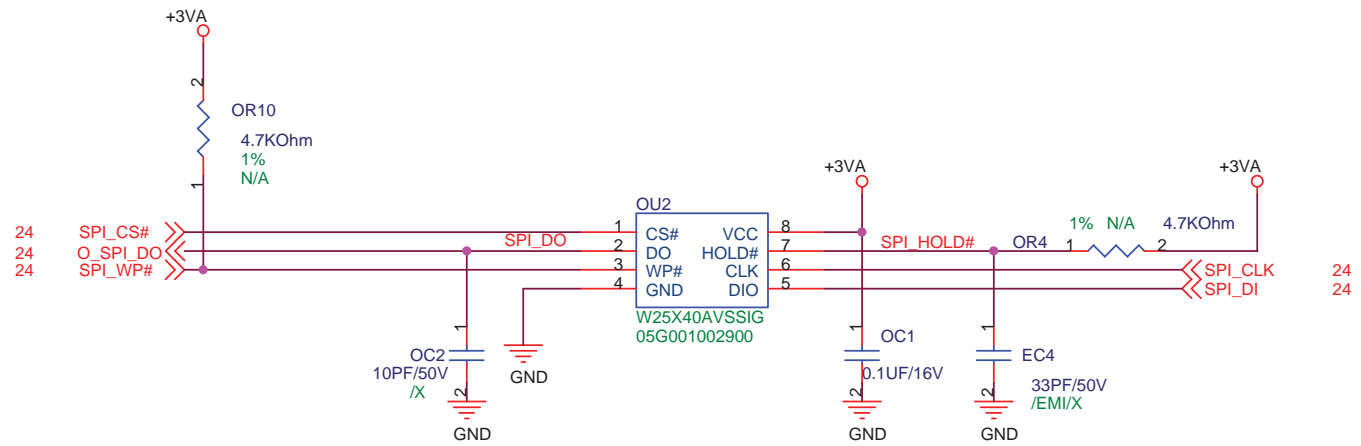 +3VA
2
OR10
4.7KOhm
1%
N/A
1
+3VA
+3VA
OU2
1% N/A
4.7KOhm
24 SPI_CS#
1 CS# VCC 8
24 O_SPI_DO
SPI_DO 2 DO HOLD# 7 SPI_HOLD# OR4 1 2
24 SPI_WP#
3 WP# CLK 6 SPI_CLK 24
4 GND DIO 5 SPI_DI 24
W25X40AVSSIG
05G001002900
1
OC2
10PF/50V
/X
2
GND
GND
1
OC1
0.1UF/16V
2
GND
1
EC4
33PF/50V
/EMI/X
2
GND